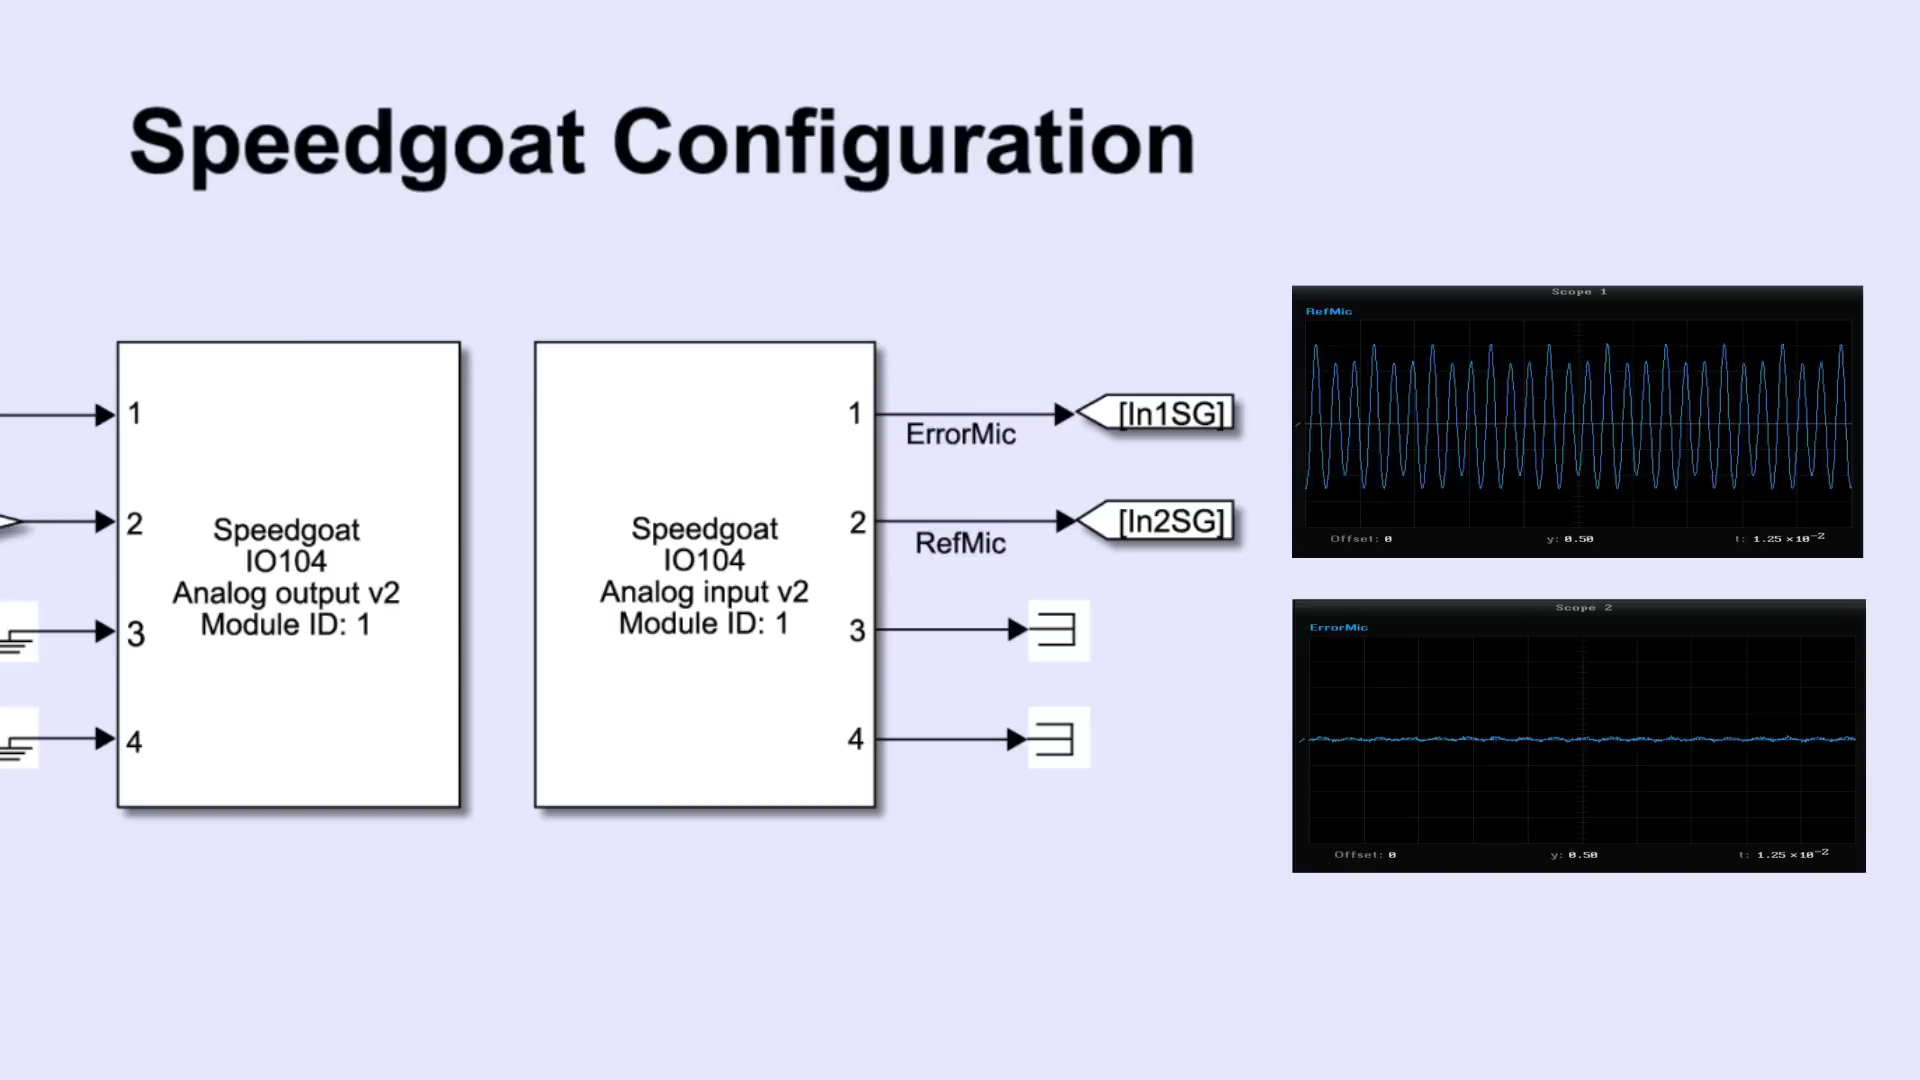 Speedgoat Configuration
1
2
3
4
Speedgoat
IO104
Analog output v2
Module ID: 1
Speedgoat
IO104
Analog input v2
Module ID: 1
1
2
3
4
ErrorMic
RefMic
[In1SG]
[In2SG]
Scope 1
RefMic
Offset: 0 y: 0.50 t: 1.25 ×10⁻²
Scope 2
ErrorMic
Offset: 0 y: 0.50 t: 1.25 ×10⁻²